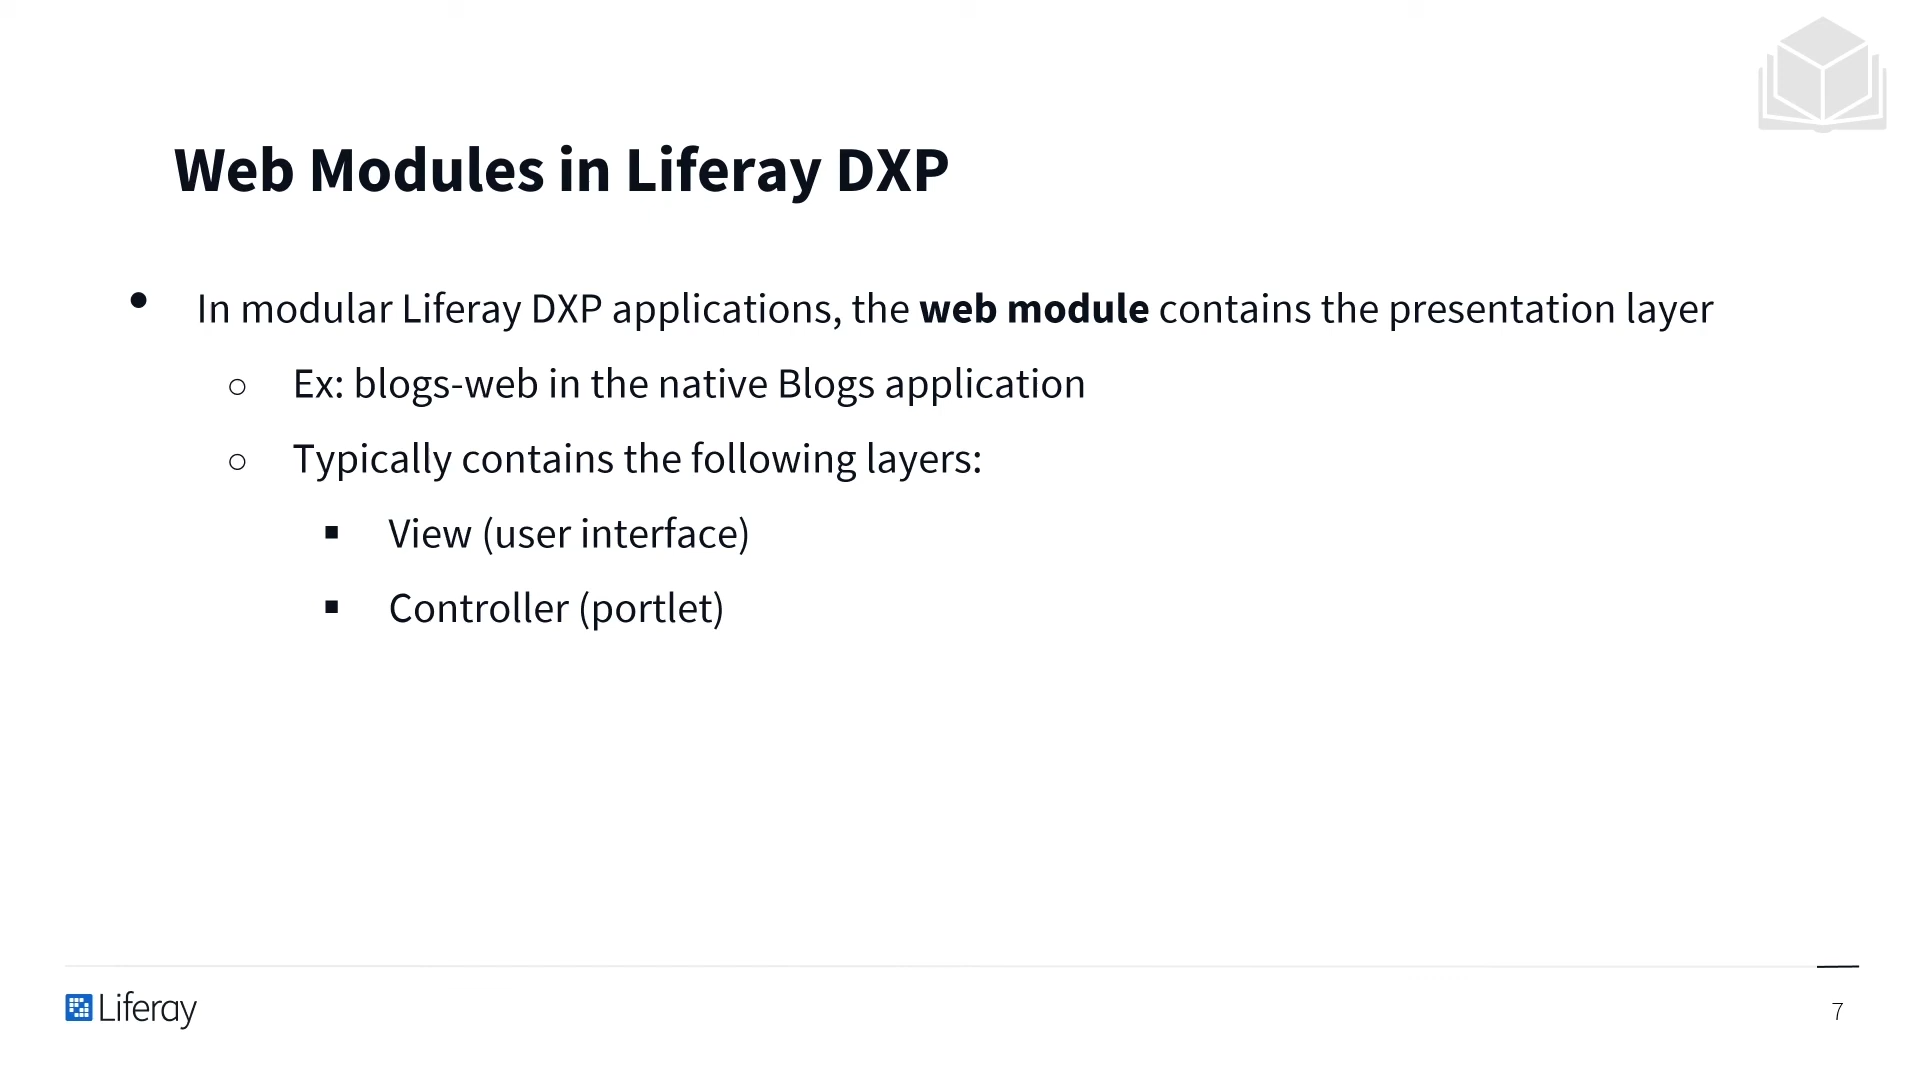 Web Modules in Liferay DXP
• In modular Liferay DXP applications, the web module contains the presentation layer
○ Ex: blogs-web in the native Blogs application
○ Typically contains the following layers:
▪ View (user interface)
▪ Controller (portlet)
Liferay
7